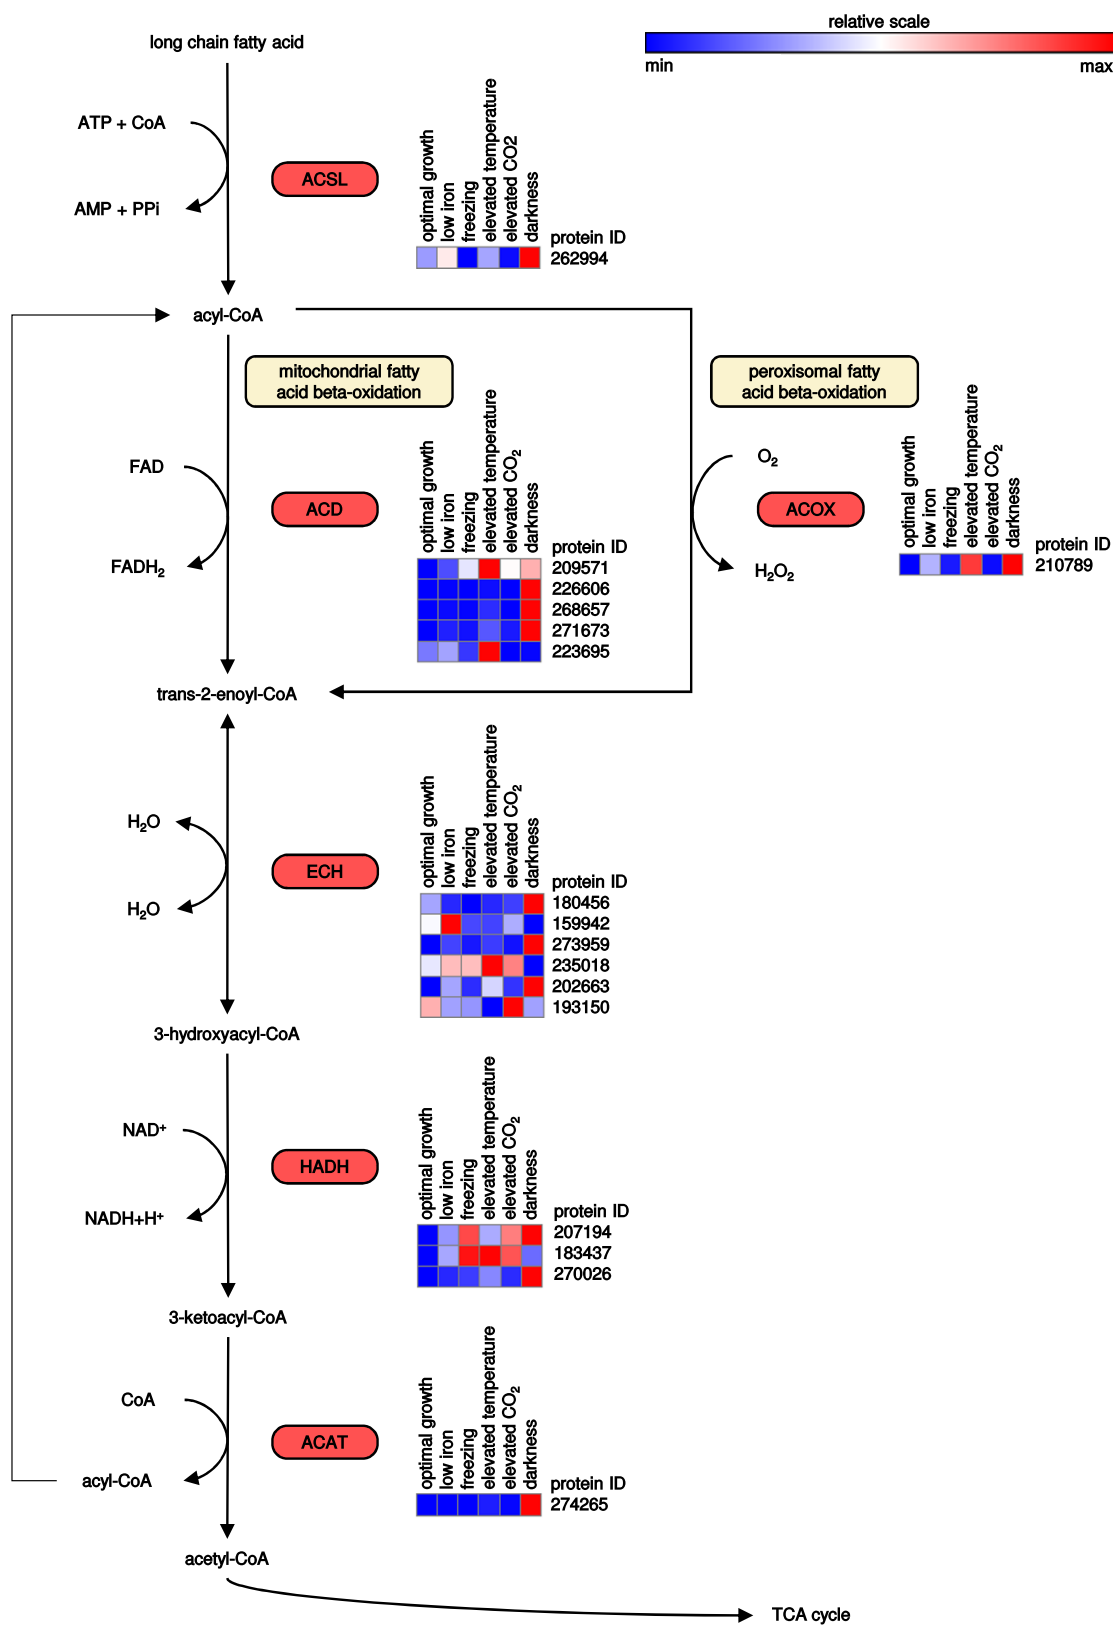 relative scale
min
max
long chain fatty acid
ATP + CoA
AMP + PPi
ACSL
optimal growth
low iron
freezing
elevated temperature
elevated CO2
darkness
protein ID
262994
acyl-CoA
mitochondrial fatty
acid beta-oxidation
peroxisomal fatty
acid beta-oxidation
FAD
FADH₂
ACD
optimal growth
low iron
freezing
elevated temperature
elevated CO₂
darkness
protein ID
209571
226606
268657
271673
223695
O₂
H₂O₂
ACOX
optimal growth
low iron
freezing
elevated temperature
elevated CO₂
darkness
protein ID
210789
trans-2-enoyl-CoA
H₂O
H₂O
ECH
optimal growth
low iron
freezing
elevated temperature
elevated CO₂
darkness
protein ID
180456
159942
273959
235018
202663
193150
3-hydroxyacyl-CoA
NAD⁺
NADH+H⁺
HADH
optimal growth
low iron
freezing
elevated temperature
elevated CO₂
darkness
protein ID
207194
183437
270026
3-ketoacyl-CoA
CoA
acyl-CoA
ACAT
optimal growth
low iron
freezing
elevated temperature
elevated CO₂
darkness
protein ID
274265
acetyl-CoA
TCA cycle